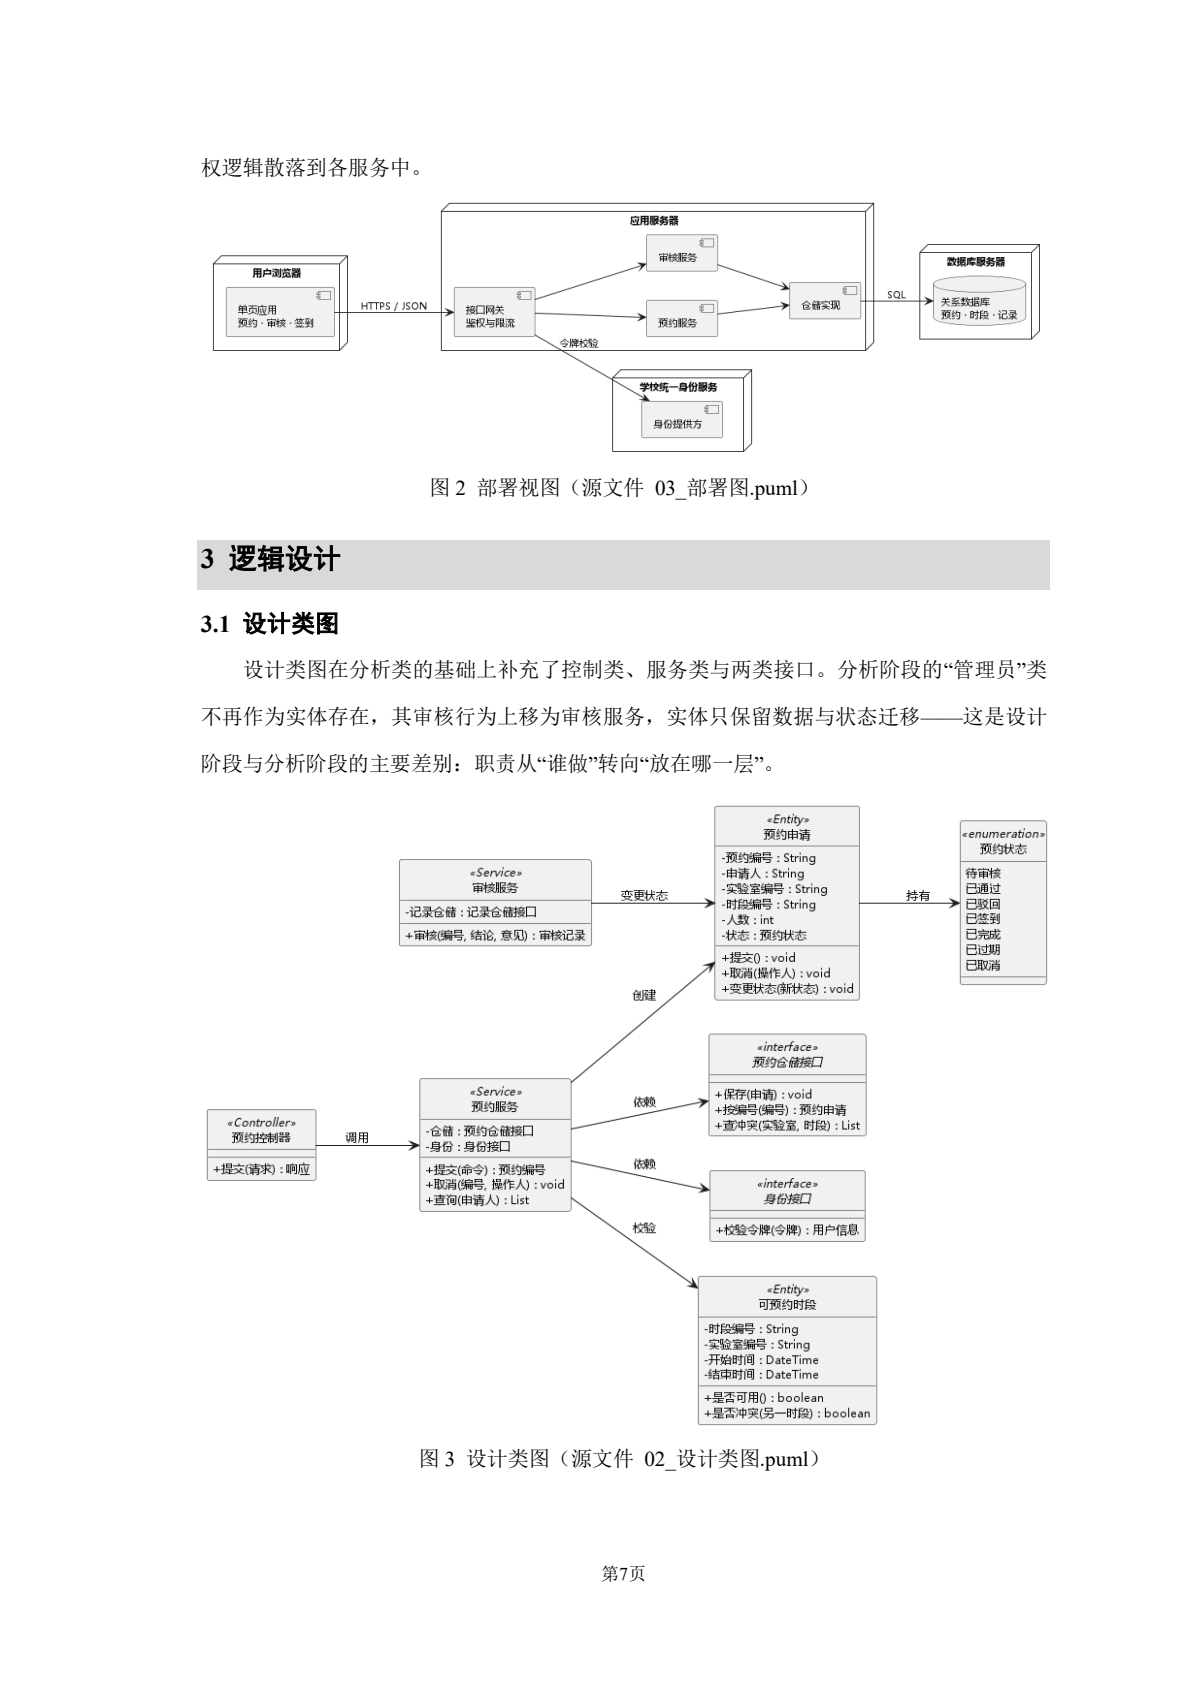 权逻辑散落到各服务中。
应用服务器
审核服务
用户浏览器
数据库服务器
单页应用
预约 · 审核 · 签到
HTTPS / JSON
接口网关
鉴权与限流
预约服务
仓储实现
SQL
关系数据库
预约 · 时段 · 记录
令牌校验
学校统一身份服务
身份提供方
图 2 部署视图（源文件 03_部署图.puml）
3 逻辑设计
3.1 设计类图
设计类图在分析类的基础上补充了控制类、服务类与两类接口。分析阶段的“管理员”类
不再作为实体存在，其审核行为上移为审核服务，实体只保留数据与状态迁移——这是设计
阶段与分析阶段的主要差别：职责从“谁做”转向“放在哪一层”。
«Service»
审核服务
-记录仓储 : 记录仓储接口
+审核(编号, 结论, 意见) : 审核记录
变更状态
«Entity»
预约申请
-预约编号 : String
-申请人 : String
-实验室编号 : String
-时段编号 : String
-人数 : int
-状态 : 预约状态
+提交() : void
+取消(操作人) : void
+变更状态(新状态) : void
持有
«enumeration»
预约状态
待审核
已通过
已驳回
已签到
已完成
已过期
已取消
创建
«Controller»
预约控制器
+提交(请求) : 响应
调用
«Service»
预约服务
-仓储 : 预约仓储接口
-身份 : 身份接口
+提交(命令) : 预约编号
+取消(编号, 操作人) : void
+查询(申请人) : List
依赖
«interface»
预约仓储接口
+保存(申请) : void
+按编号(编号) : 预约申请
+查冲突(实验室, 时段) : List
依赖
«interface»
身份接口
+校验令牌(令牌) : 用户信息
校验
«Entity»
可预约时段
-时段编号 : String
-实验室编号 : String
-开始时间 : DateTime
-结束时间 : DateTime
+是否可用() : boolean
+是否冲突(另一时段) : boolean
图 3 设计类图（源文件 02_设计类图.puml）
第7页